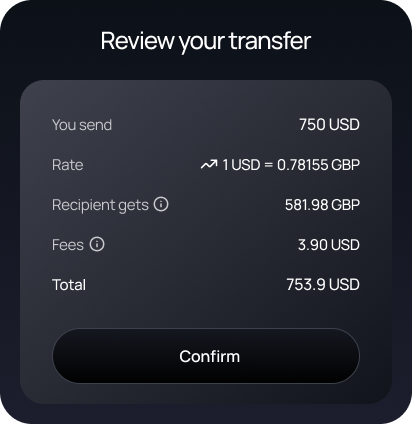 Review your transfer
You send 750 USD
Rate 1 USD = 0.78155 GBP
Recipient gets 581.98 GBP
Fees 3.90 USD
Total 753.9 USD
Confirm